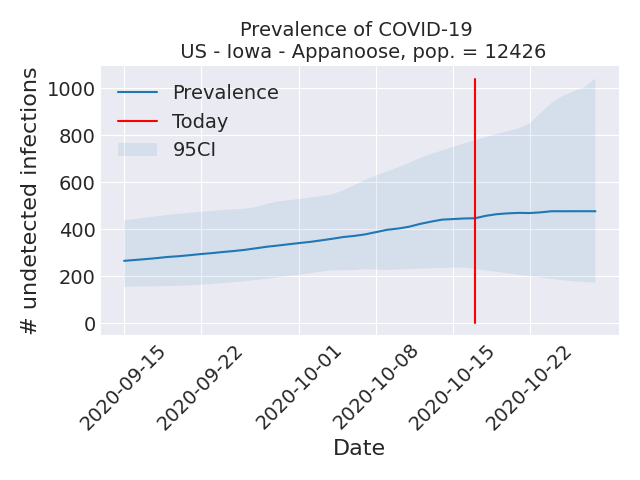 Prevalence of COVID-19
US - Iowa - Appanoose, pop. = 12426
# undetected infections
1000
800
600
400
200
0
Prevalence
Today
95CI
2020-09-15
2020-09-22
2020-10-01
2020-10-08
2020-10-15
2020-10-22
Date